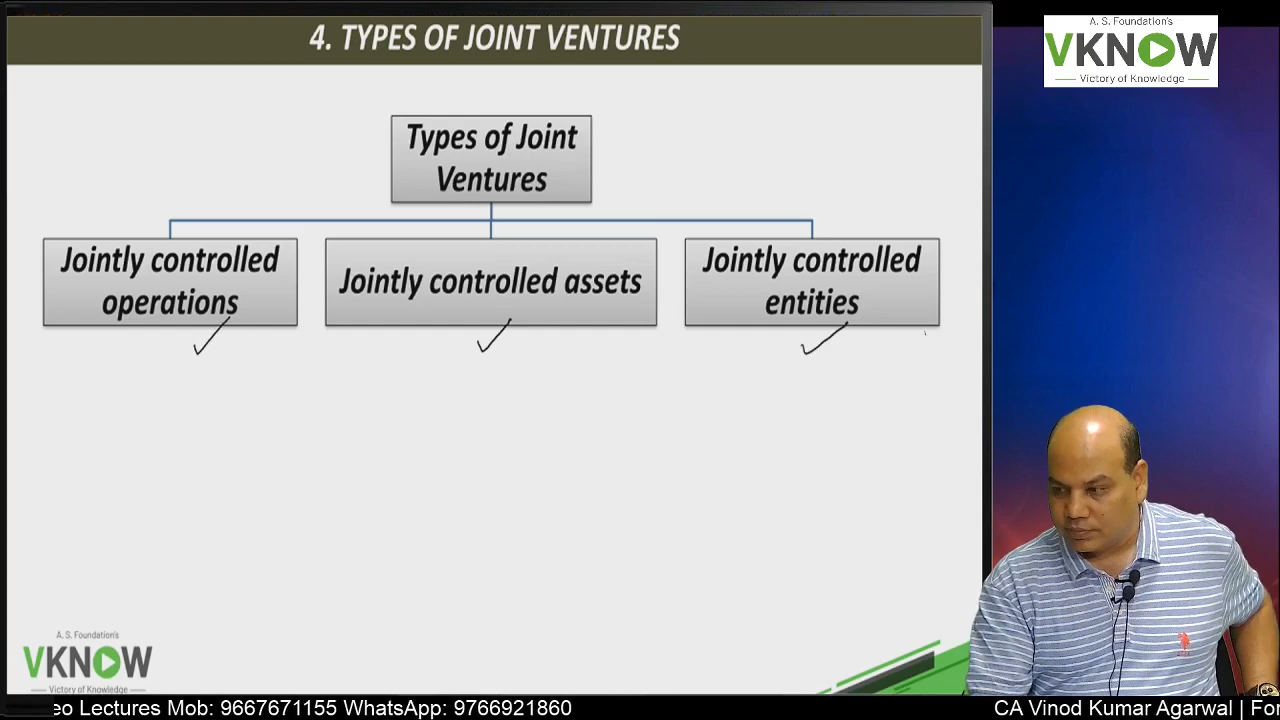 4. TYPES OF JOINT VENTURES
A. S. Foundation's
VKNOW
Victory of Knowledge
Types of Joint
Ventures
Jointly controlled
operations
Jointly controlled assets
Jointly controlled
entities
A. S. Foundation's
VKNOW
Victory of Knowledge
eo Lectures Mob: 9667671155 WhatsApp: 9766921860
CA Vinod Kumar Agarwal | For